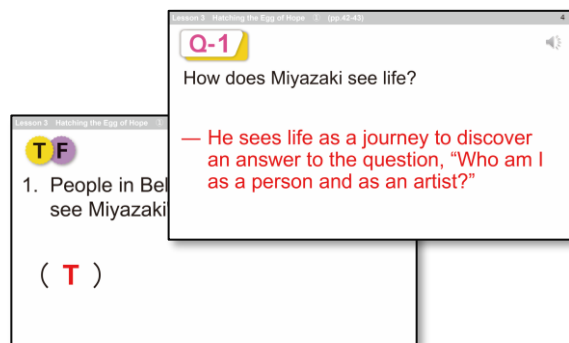 Lesson 3 Hatching the Egg of Hope ① (pp.42-43)
4
Q-1
How does Miyazaki see life?
— He sees life as a journey to discover
an answer to the question, “Who am I
as a person and as an artist?”
Lesson 3 Hatching the Egg of Hope ①
T F
1. People in Bel
see Miyazaki
( T )